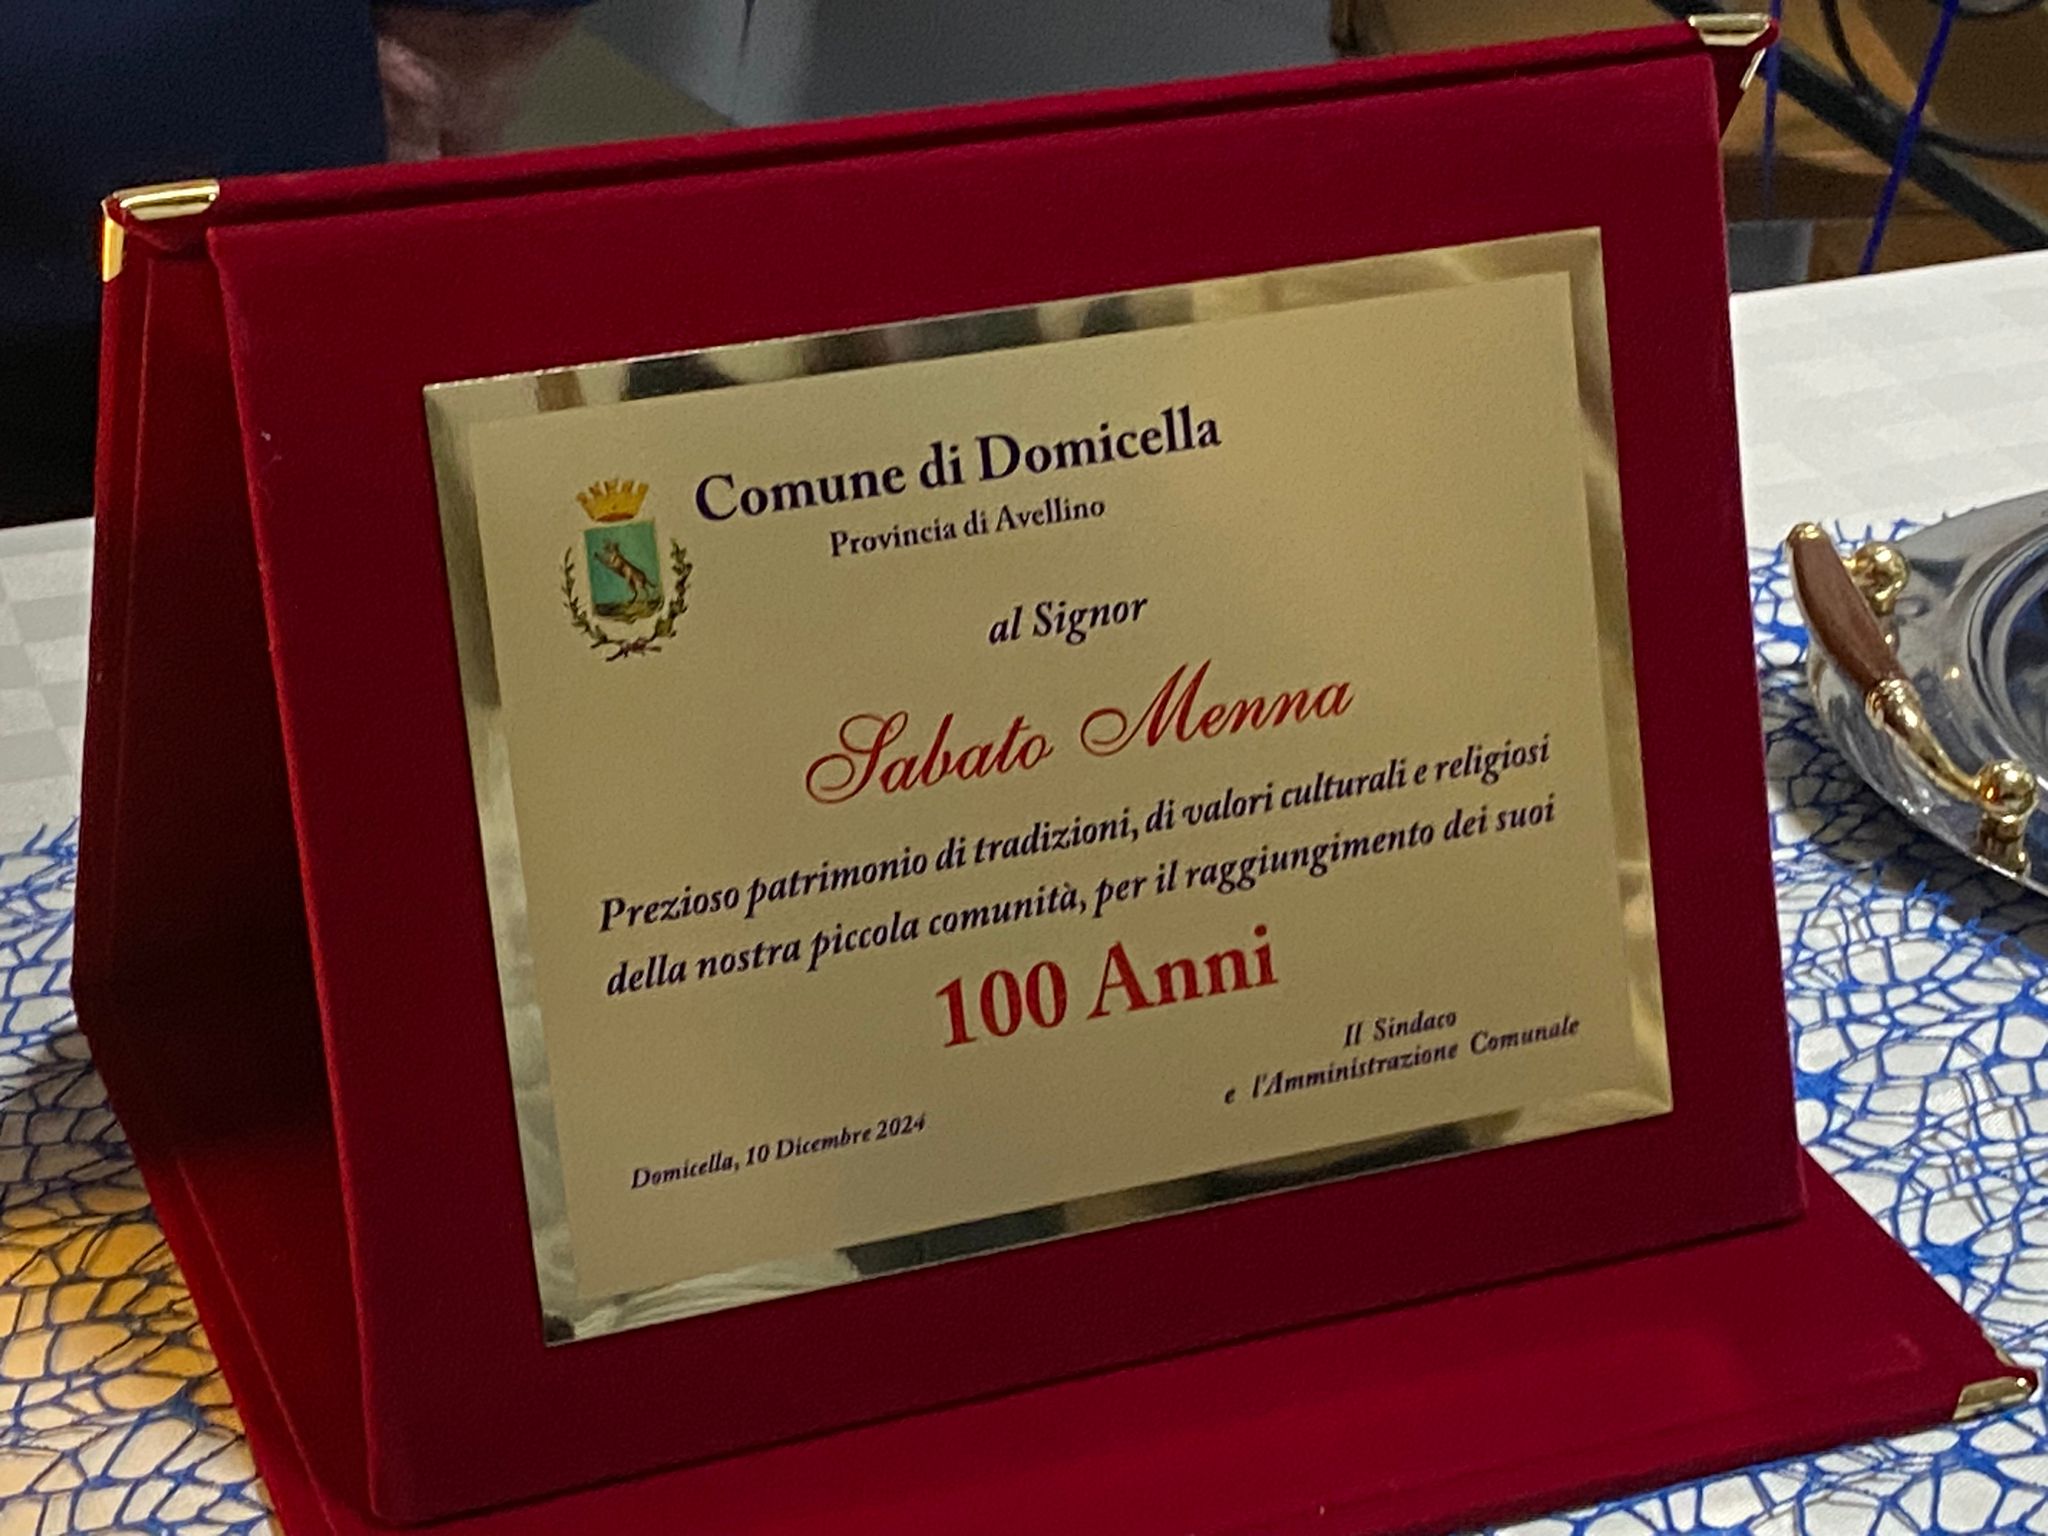 Comune di Domicella
Provincia di Avellino
al Signor
Sabato Menna
Prezioso patrimonio di tradizioni, di valori culturali e religiosi
della nostra piccola comunità, per il raggiungimento dei suoi
100 Anni
Il Sindaco
e l'Amministrazione Comunale
Domicella, 10 Dicembre 2024